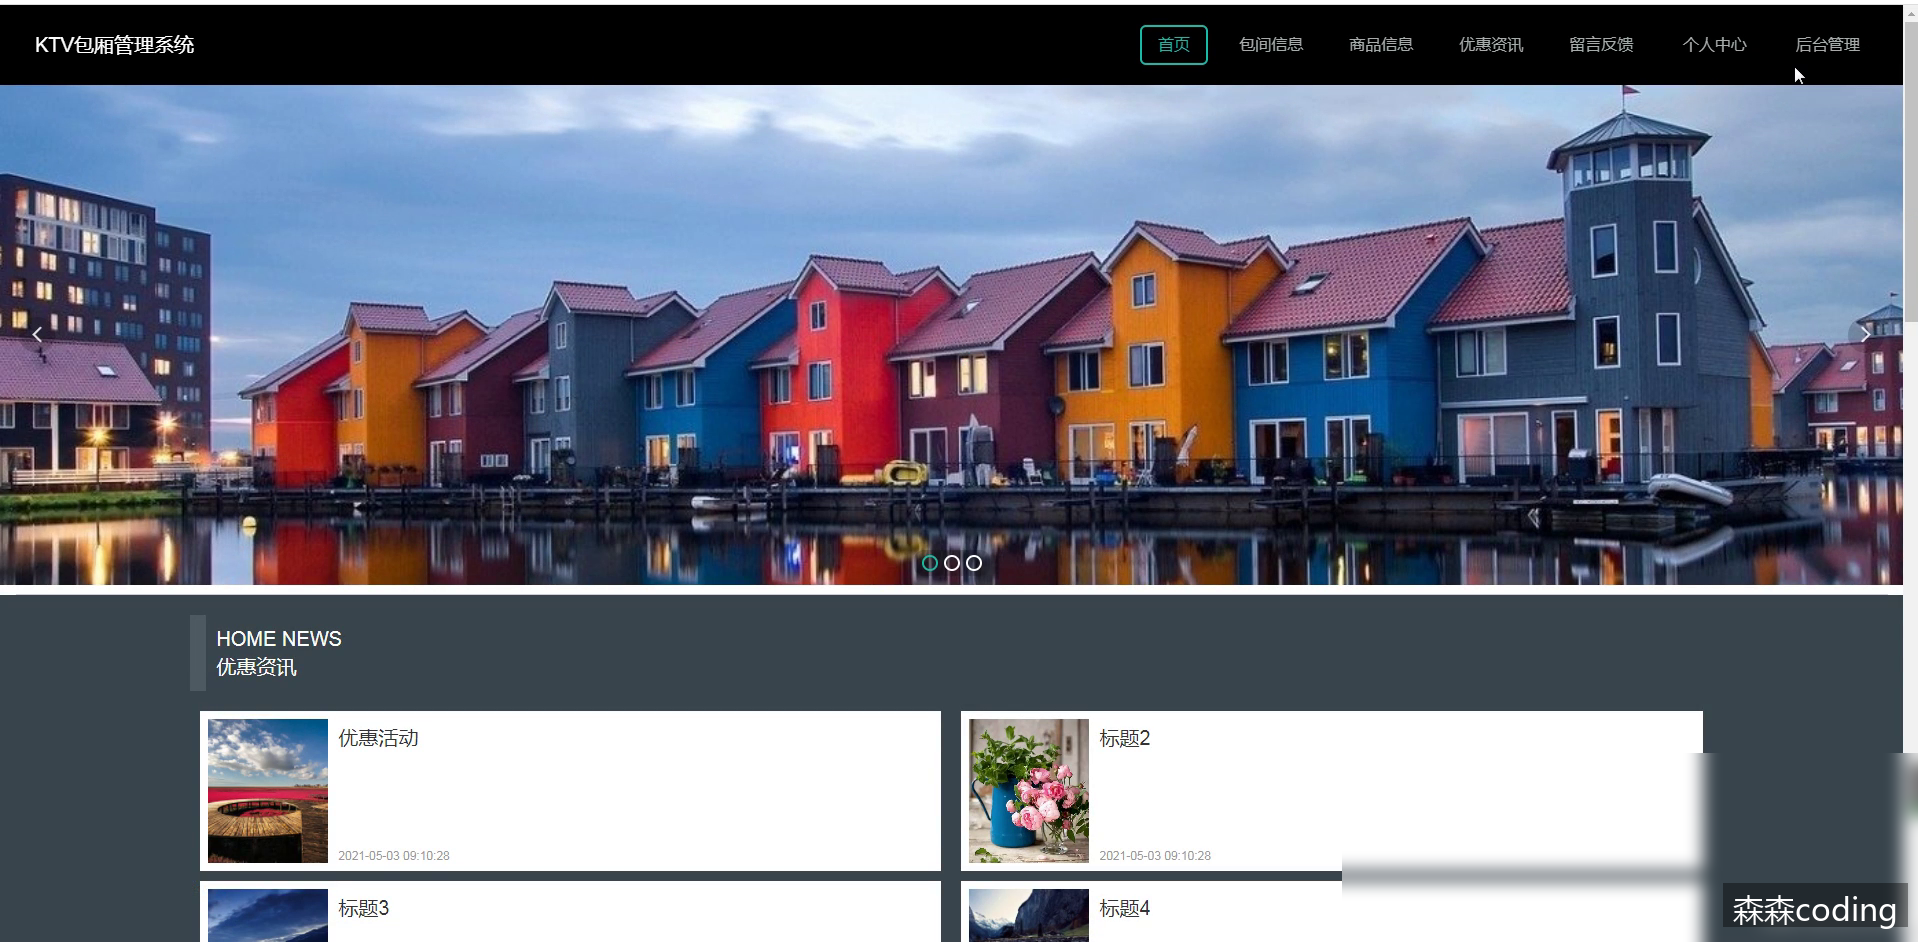 KTV包厢管理系统
首页
包间信息
商品信息
优惠资讯
留言反馈
个人中心
后台管理
HOME NEWS
优惠资讯
优惠活动
2021-05-03 09:10:28
标题2
2021-05-03 09:10:28
标题3
标题4
森森coding